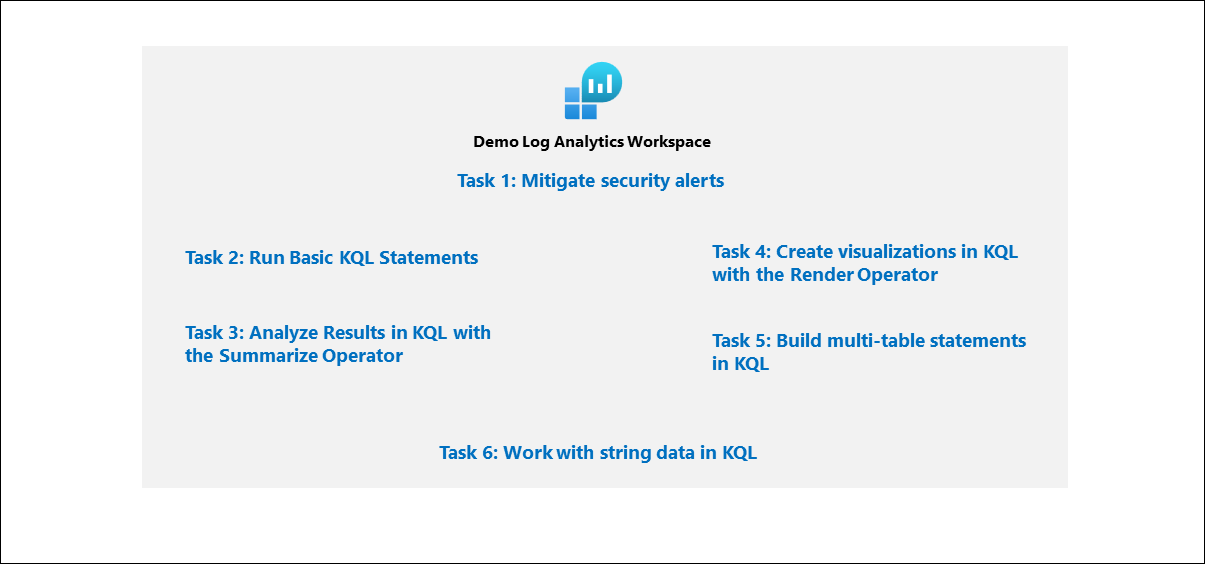 Demo Log Analytics Workspace
Task 1: Mitigate security alerts
Task 2: Run Basic KQL Statements
Task 3: Analyze Results in KQL with
the Summarize Operator
Task 4: Create visualizations in KQL
with the Render Operator
Task 5: Build multi-table statements
in KQL
Task 6: Work with string data in KQL